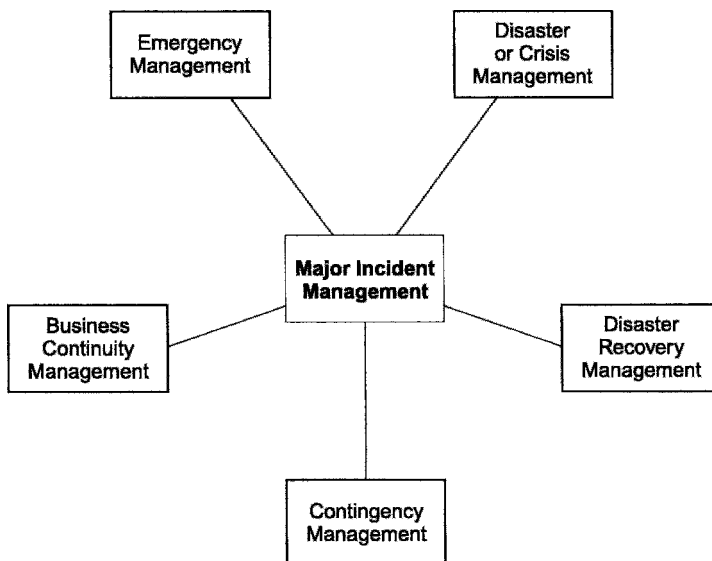 Emergency
Management
Disaster
or Crisis
Management
Major Incident
Management
Business
Continuity
Management
Disaster
Recovery
Management
Contingency
Management